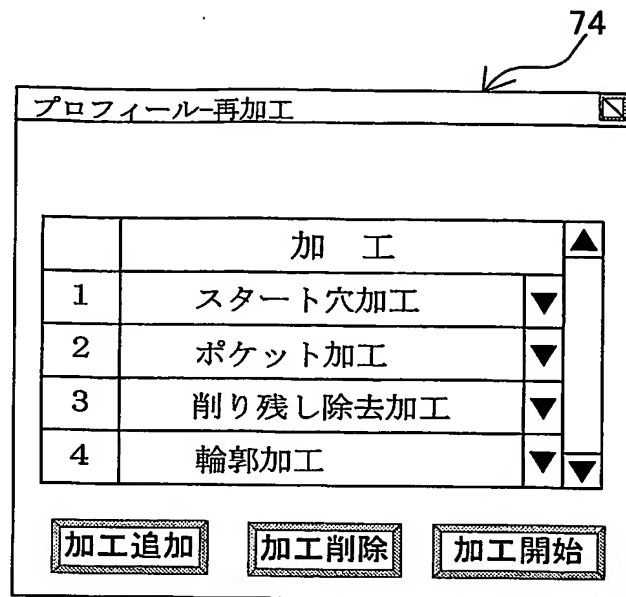 74
プロフィール-再加工
加 工
1 スタート穴加工
2 ポケット加工
3 削り残し除去加工
4 輪郭加工
加工追加 加工削除 加工開始